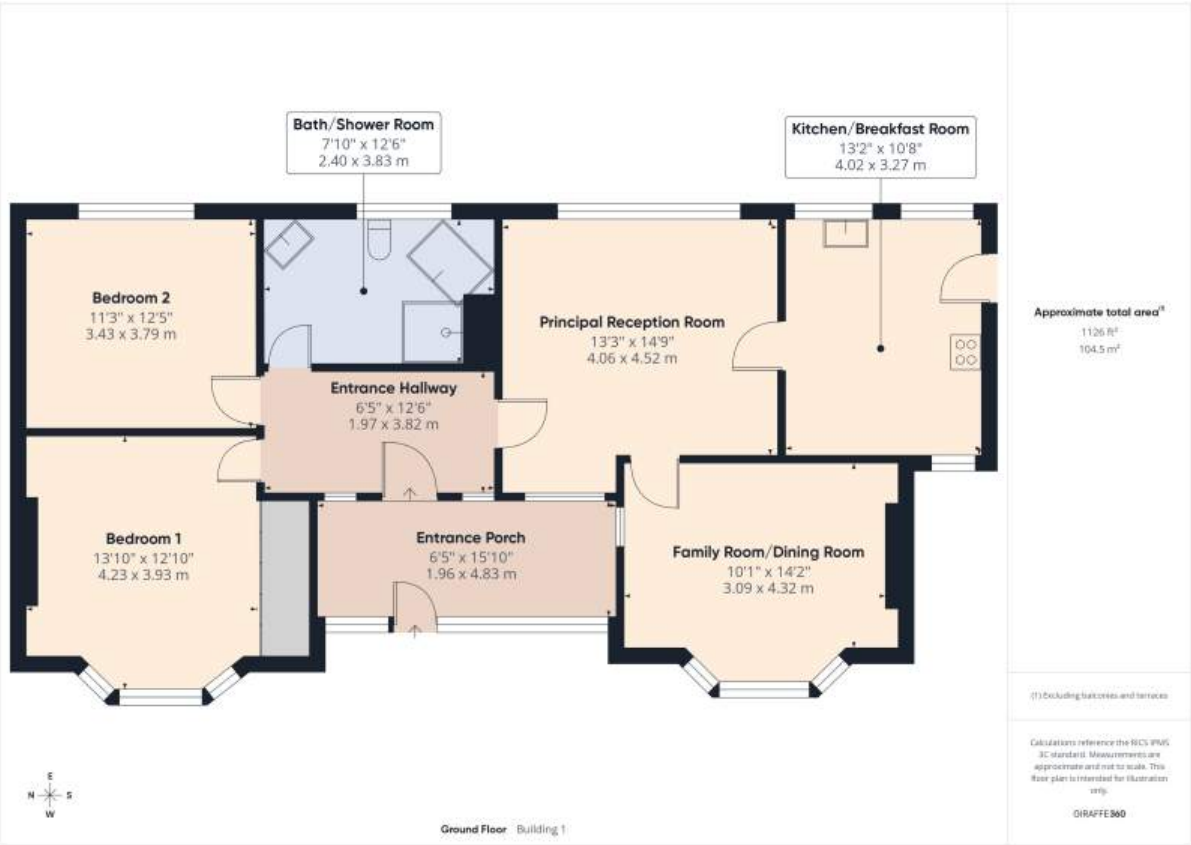 Bath/Shower Room
7'10" x 12'6"
2.40 x 3.83 m
Kitchen/Breakfast Room
13'2" x 10'8"
4.02 x 3.27 m
Bedroom 2
11'3" x 12'5"
3.43 x 3.79 m
Principal Reception Room
13'3" x 14'9"
4.06 x 4.52 m
Entrance Hallway
6'5" x 12'6"
1.97 x 3.82 m
Bedroom 1
13'10" x 12'10"
4.23 x 3.93 m
Entrance Porch
6'5" x 15'10"
1.96 x 4.83 m
Family Room/Dining Room
10'1" x 14'2"
3.09 x 4.32 m
E
N S
W
Ground Floor Building 1
Approximate total area⁽¹⁾
1126 ft²
104.5 m²
(1) Excluding balconies and terraces
Calculations reference the RICS IPMS
3C standard. Measurements are
approximate and not to scale. This
floor plan is intended for illustration
only.
GIRAFFE360